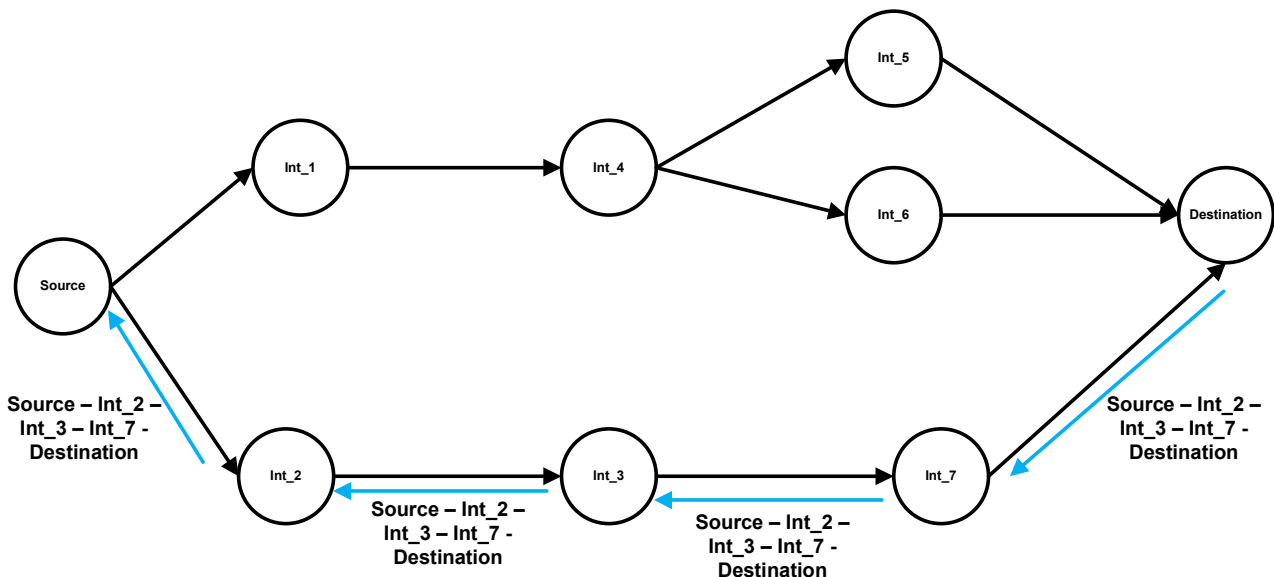 Int_5
Int_1
Int_4
Int_6
Destination
Source
Source – Int_2 –
Int_3 – Int_7 -
Destination
Source – Int_2 –
Int_3 – Int_7 -
Destination
Int_2
Int_3
Int_7
Source – Int_2 –
Int_3 – Int_7 -
Destination
Source – Int_2 –
Int_3 – Int_7 -
Destination